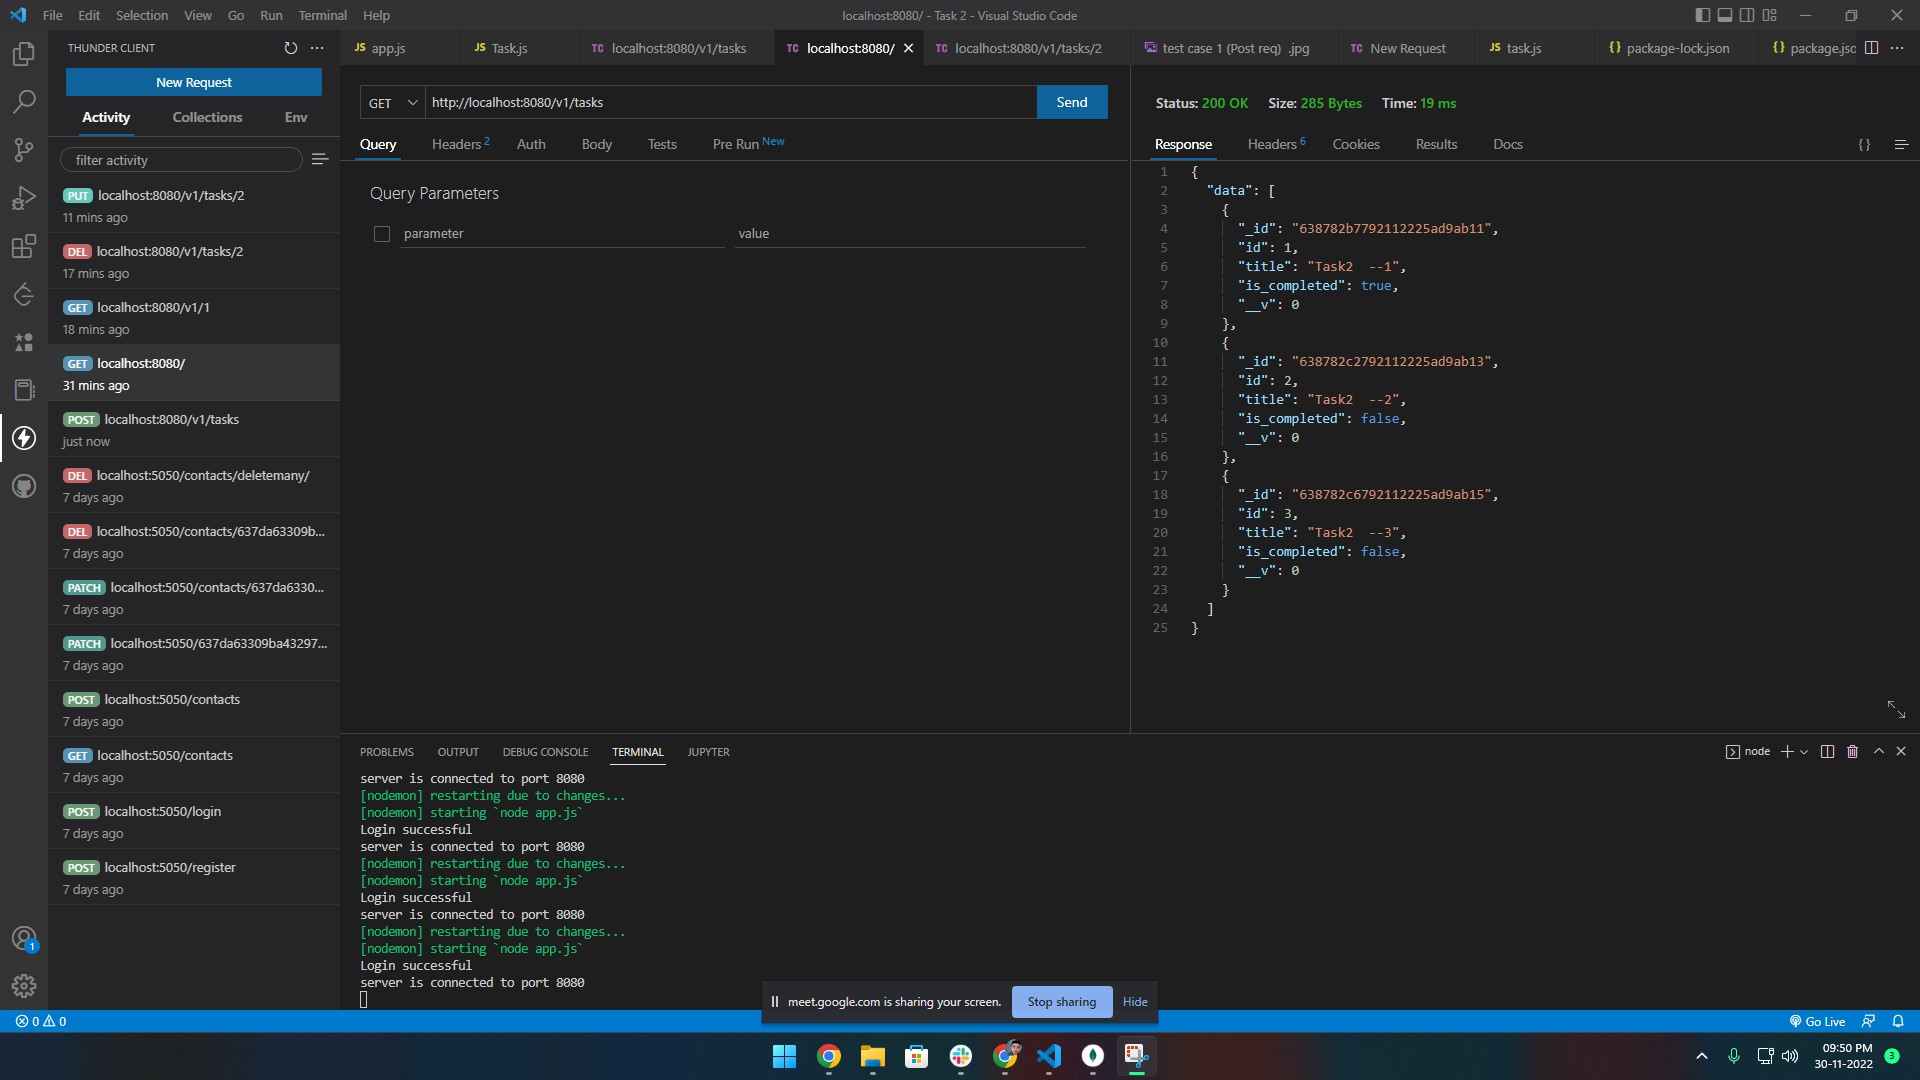 File Edit Selection View Go Run Terminal Help
localhost:8080/ - Task 2 - Visual Studio Code
THUNDER CLIENT
New Request
Activity Collections Env
filter activity
PUT localhost:8080/v1/tasks/2
11 mins ago
DEL localhost:8080/v1/tasks/2
17 mins ago
GET localhost:8080/v1/1
18 mins ago
GET localhost:8080/
31 mins ago
POST localhost:8080/v1/tasks
just now
DEL localhost:5050/contacts/deletemany/
7 days ago
DEL localhost:5050/contacts/637da63309b...
7 days ago
PATCH localhost:5050/contacts/637da6330...
7 days ago
PATCH localhost:5050/637da63309ba43297...
7 days ago
POST localhost:5050/contacts
7 days ago
GET localhost:5050/contacts
7 days ago
POST localhost:5050/login
7 days ago
POST localhost:5050/register
7 days ago
JS app.js JS Task.js TC localhost:8080/v1/tasks TC localhost:8080/ TC localhost:8080/v1/tasks/2 test case 1 (Post req) .jpg TC New Request JS task.js {} package-lock.json {} package.jsc
GET http://localhost:8080/v1/tasks Send
Query Headers 2 Auth Body Tests Pre Run New
Query Parameters
parameter value
Status: 200 OK Size: 285 Bytes Time: 19 ms
Response Headers 6 Cookies Results Docs {}
1 {
2 "data": [
3 {
4 "_id": "638782b7792112225ad9ab11",
5 "id": 1,
6 "title": "Task2  --1",
7 "is_completed": true,
8 "__v": 0
9 },
10 {
11 "_id": "638782c2792112225ad9ab13",
12 "id": 2,
13 "title": "Task2  --2",
14 "is_completed": false,
15 "__v": 0
16 },
17 {
18 "_id": "638782c6792112225ad9ab15",
19 "id": 3,
20 "title": "Task2  --3",
21 "is_completed": false,
22 "__v": 0
23 }
24 ]
25 }
PROBLEMS OUTPUT DEBUG CONSOLE TERMINAL JUPYTER
node
server is connected to port 8080
[nodemon] restarting due to changes...
[nodemon] starting `node app.js`
Login successful
server is connected to port 8080
[nodemon] restarting due to changes...
[nodemon] starting `node app.js`
Login successful
server is connected to port 8080
[nodemon] restarting due to changes...
[nodemon] starting `node app.js`
Login successful
server is connected to port 8080
meet.google.com is sharing your screen. Stop sharing Hide
1
0 0
Go Live
09:50 PM
30-11-2022
3